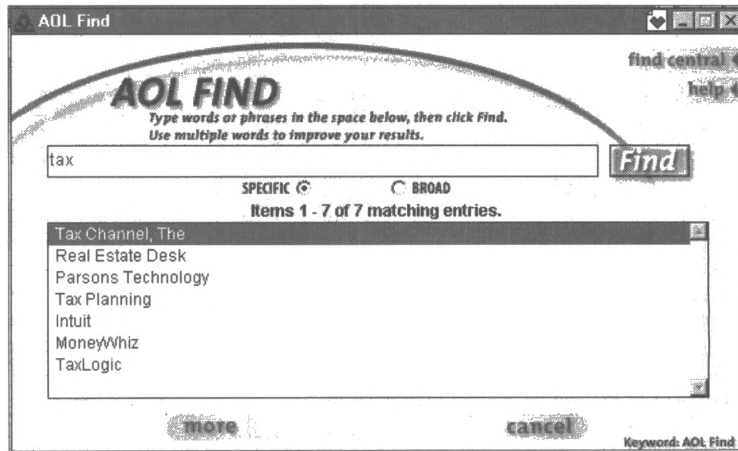 AOL Find
find central
help
AOL FIND
Type words or phrases in the space below, then click Find.
Use multiple words to improve your results.
tax
Find
SPECIFIC
BROAD
Items 1 - 7 of 7 matching entries.
Tax Channel, The
Real Estate Desk
Parsons Technology
Tax Planning
Intuit
MoneyWhiz
TaxLogic
more
cancel
Keyword: AOL Find